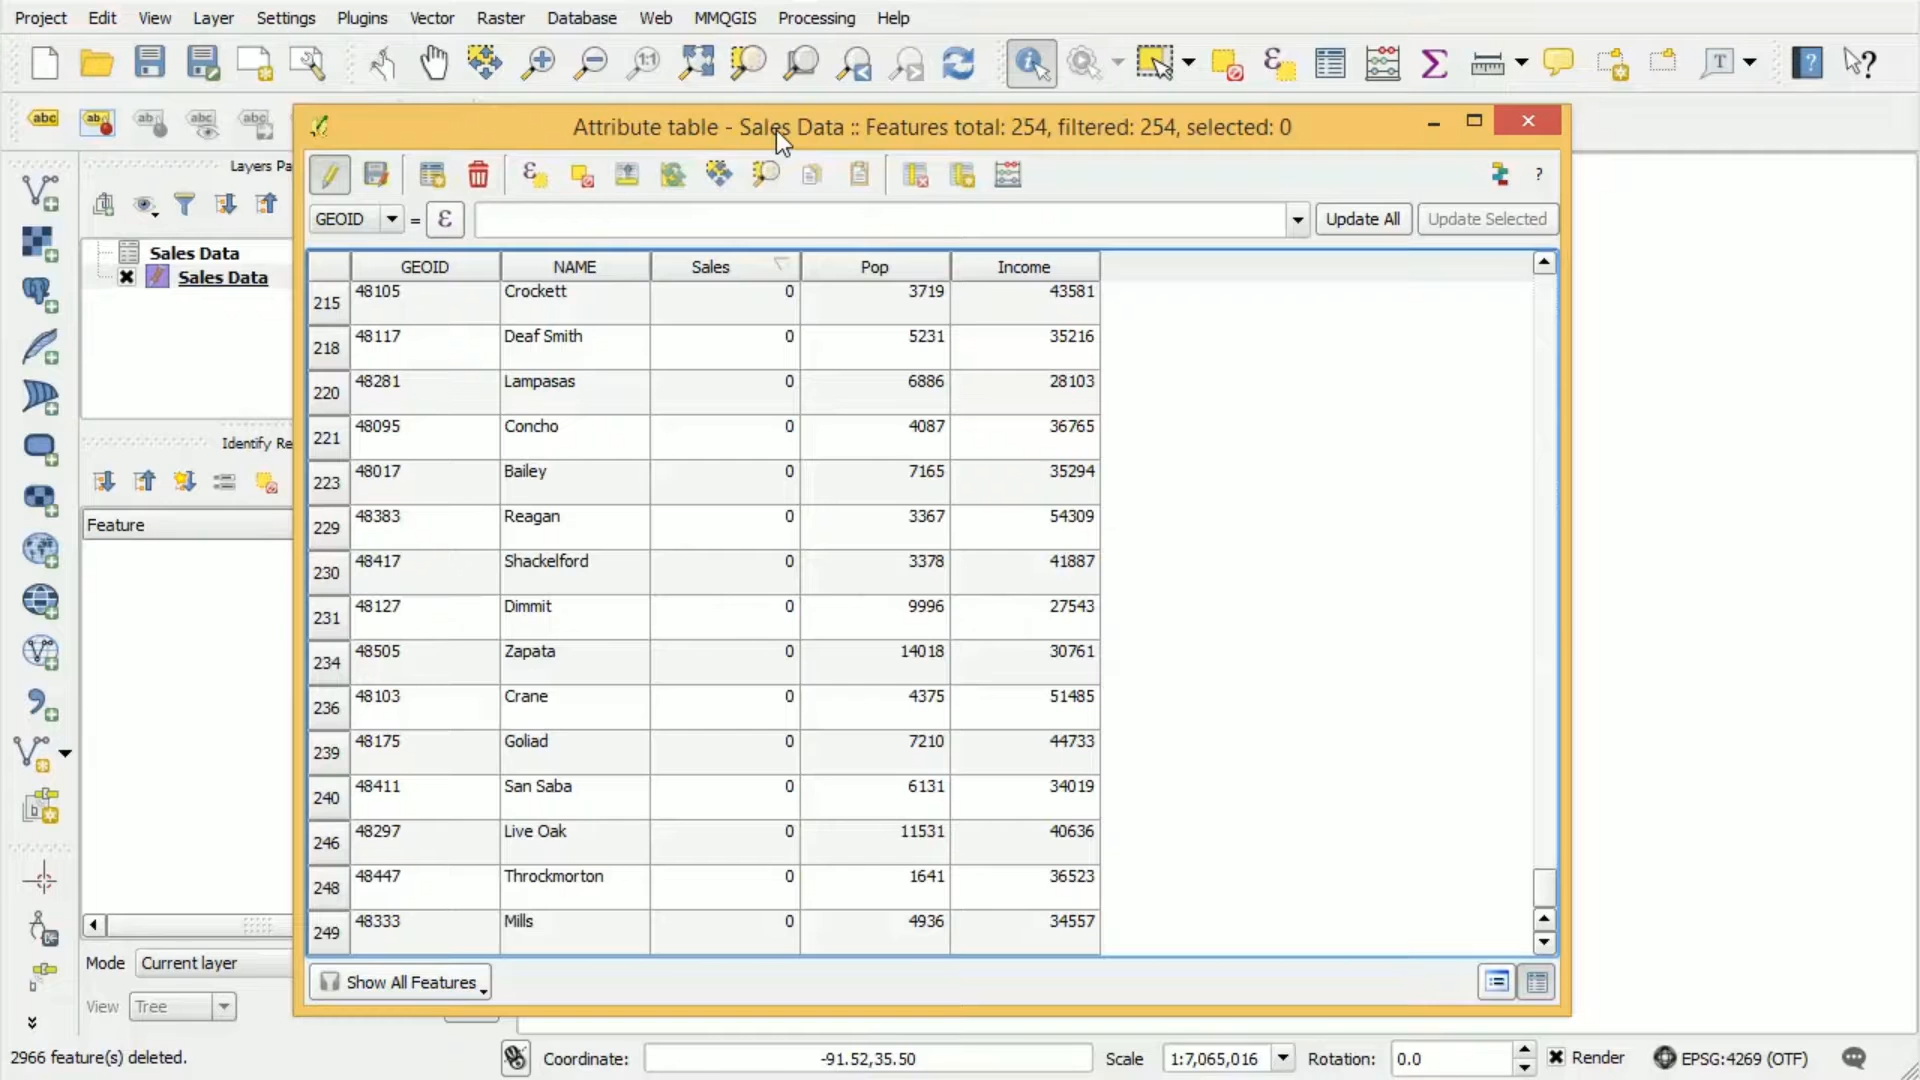 Project Edit View Layer Settings Plugins Vector Raster Database Web MMQGIS Processing Help
Attribute table - Sales Data :: Features total: 254, filtered: 254, selected: 0
Layers Pa
GEOID = ε Update All Update Selected
Sales Data
Sales Data
GEOID NAME Sales Pop Income
215 48105 Crockett 0 3719 43581
218 48117 Deaf Smith 0 5231 35216
220 48281 Lampasas 0 6886 28103
221 48095 Concho 0 4087 36765
223 48017 Bailey 0 7165 35294
229 48383 Reagan 0 3367 54309
230 48417 Shackelford 0 3378 41887
231 48127 Dimmit 0 9996 27543
234 48505 Zapata 0 14018 30761
236 48103 Crane 0 4375 51485
239 48175 Goliad 0 7210 44733
240 48411 San Saba 0 6131 34019
246 48297 Live Oak 0 11531 40636
248 48447 Throckmorton 0 1641 36523
249 48333 Mills 0 4936 34557
Identify Re
Feature
Mode Current layer
View Tree
Show All Features
2966 feature(s) deleted. Coordinate: -91.52,35.50 Scale 1:7,065,016 Rotation: 0.0 Render EPSG:4269 (OTF)